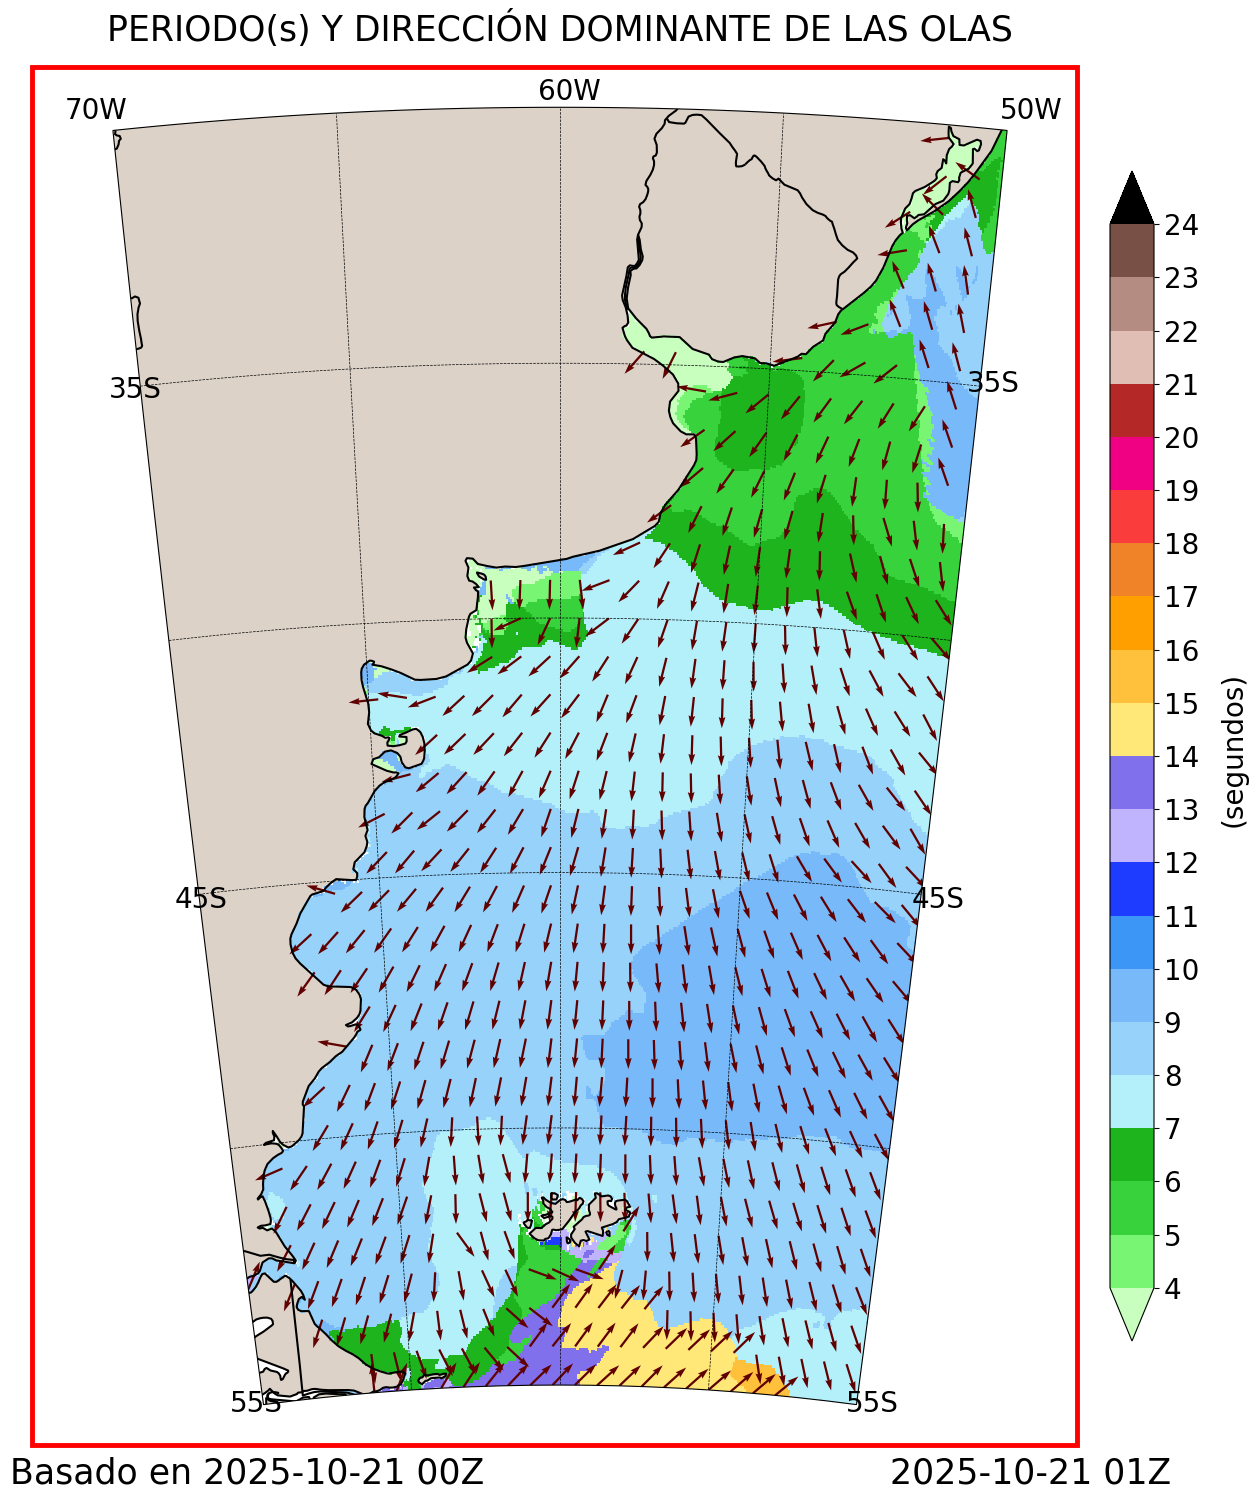 PERIODO(s) Y DIRECCIÓN DOMINANTE DE LAS OLAS
70W
60W
50W
35S
35S
45S
45S
55S
55S
24
23
22
21
20
19
18
17
16
15
14
13
12
11
10
9
8
7
6
5
4
(segundos)
Basado en 2025-10-21 00Z
2025-10-21 01Z